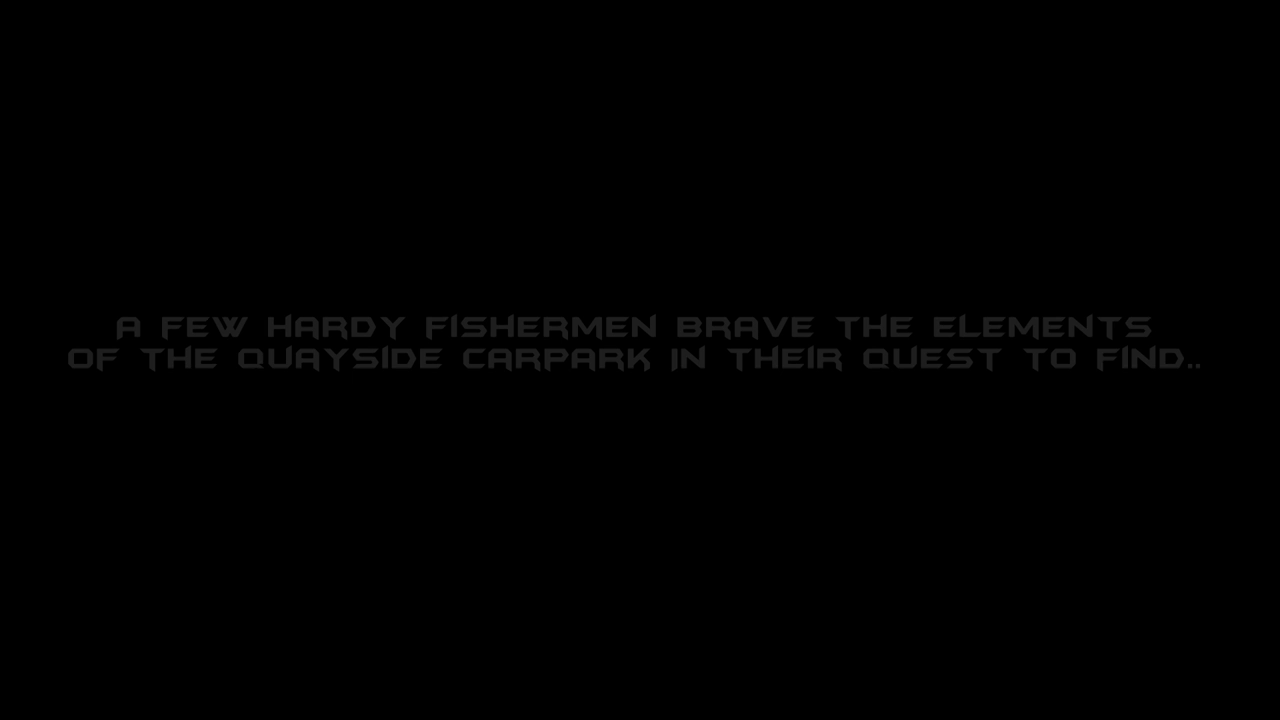 A FEW HARDY FISHERMEN BRAVE THE ELEMENTS
OF THE QUAYSIDE CARPARK IN THEIR QUEST TO FIND..